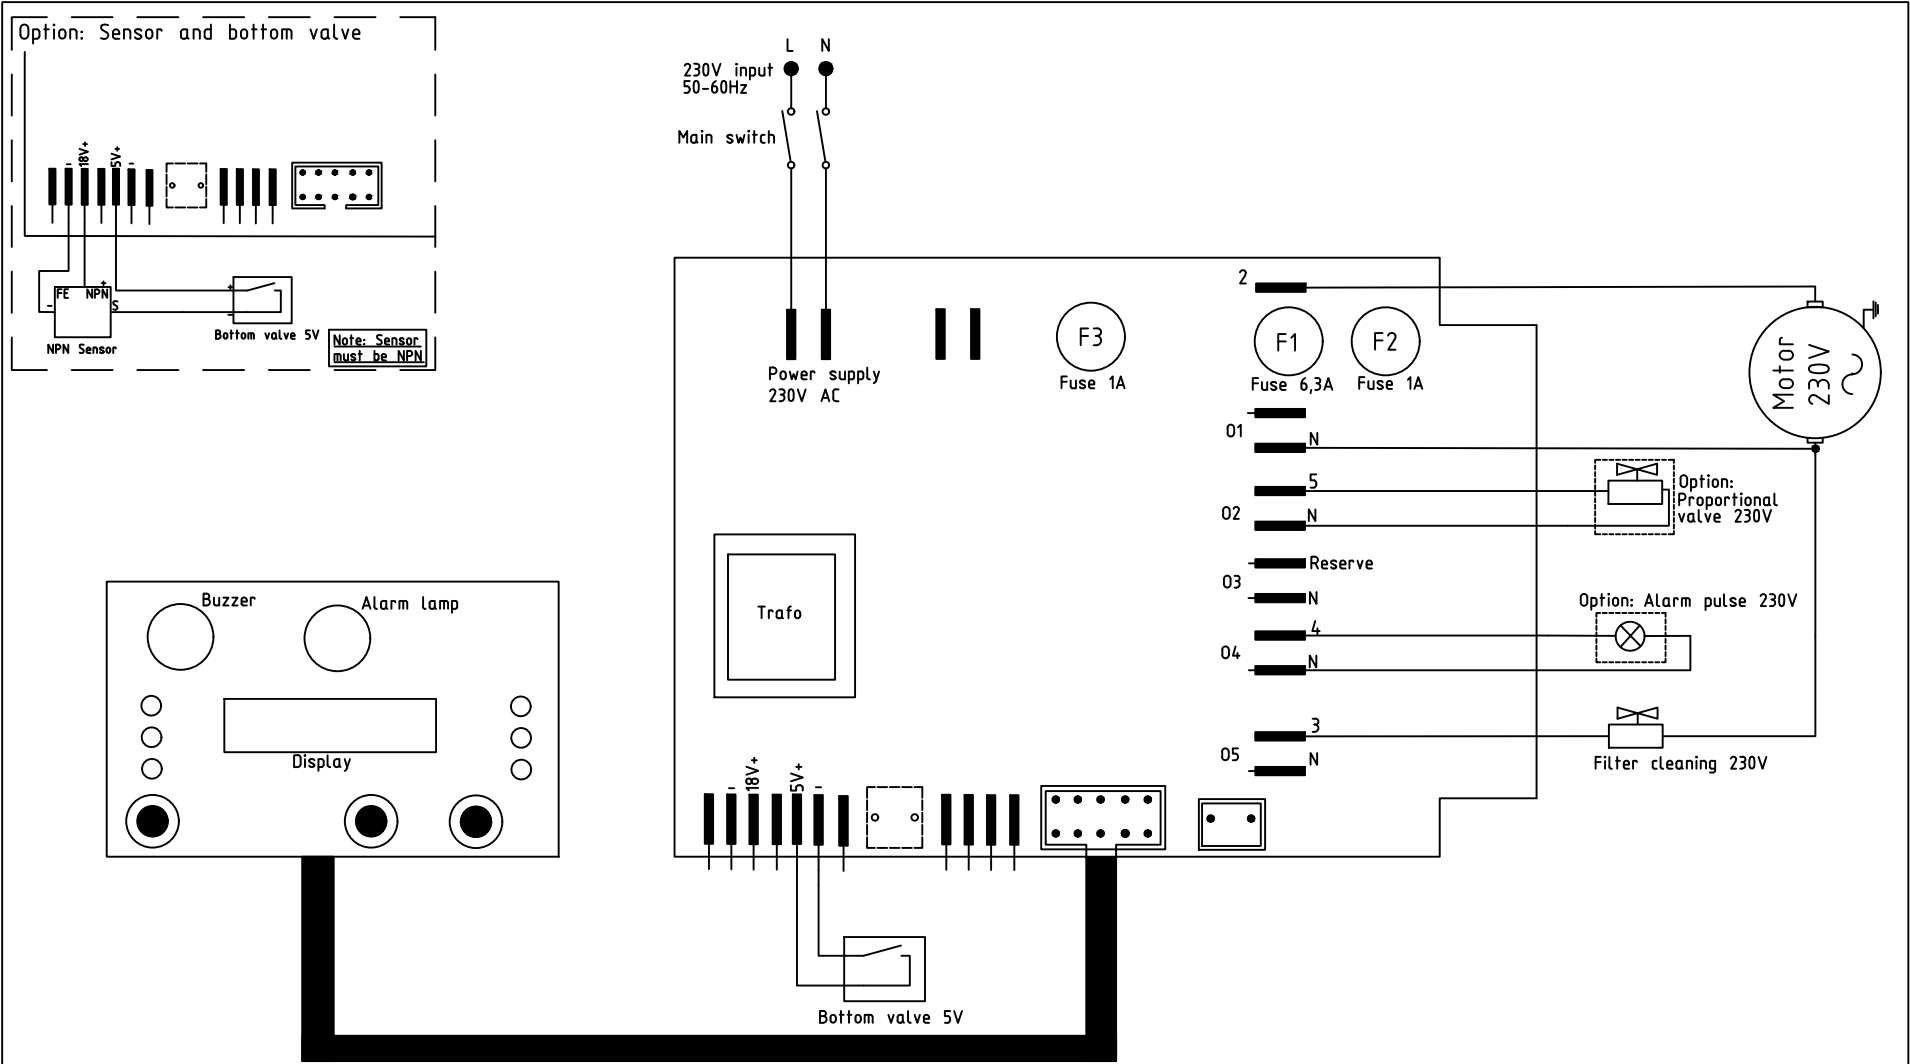 Option: Sensor and bottom valve
- 18V+ 5V+ -
FE NPN +
- S
+
-
NPN Sensor
Bottom valve 5V
Note: Sensor
must be NPN
L N
230V input
50-60Hz
Main switch
Power supply
230V AC
F3
Fuse 1A
2
F1
Fuse 6,3A
F2
Fuse 1A
Motor
230V
O1
N
5
O2
N
Option:
Proportional
valve 230V
Reserve
O3
N
Option: Alarm pulse 230V
4
O4
N
3
O5
N
Filter cleaning 230V
Trafo
Buzzer
Alarm lamp
Display
- 18V+ 5V+ -
Bottom valve 5V